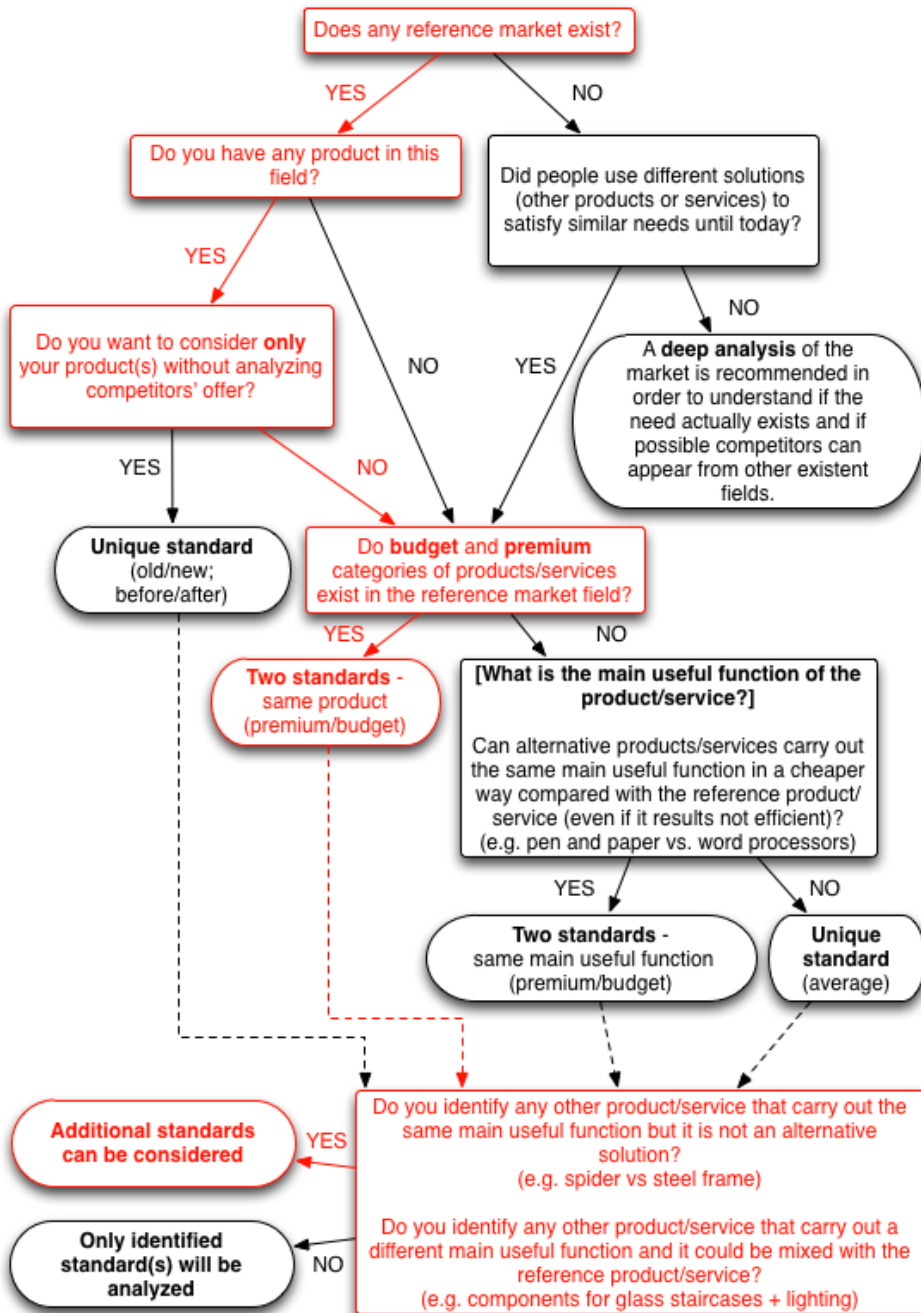 Does any reference market exist?
YES
NO
Do you have any product in this
field?
Did people use different solutions
(other products or services) to
satisfy similar needs until today?
YES
NO
Do you want to consider only
your product(s) without analyzing
competitors' offer?
NO
YES
A deep analysis of the
market is recommended in
order to understand if the
need actually exists and if
possible competitors can
appear from other existent
fields.
YES
NO
Unique standard
(old/new;
before/after)
Do budget and premium
categories of products/services
exist in the reference market field?
YES
NO
Two standards -
same product
(premium/budget)
[What is the main useful function of the
product/service?]
Can alternative products/services carry out
the same main useful function in a cheaper
way compared with the reference product/
service (even if it results not efficient)?
(e.g. pen and paper vs. word processors)
YES
NO
Two standards -
same main useful function
(premium/budget)
Unique
standard
(average)
Do you identify any other product/service that carry out the
same main useful function but it is not an alternative
solution?
(e.g. spider vs steel frame)
Do you identify any other product/service that carry out a
different main useful function and it could be mixed with the
reference product/service?
(e.g. components for glass staircases + lighting)
YES
Additional standards
can be considered
NO
Only identified
standard(s) will be
analyzed